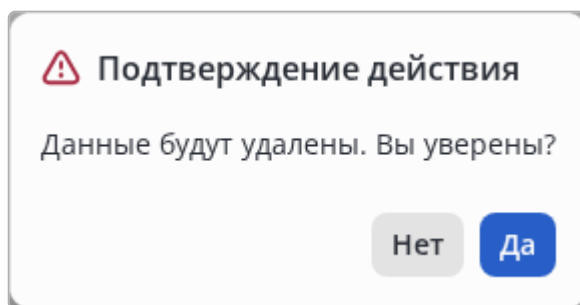 Подтверждение действия
Данные будут удалены. Вы уверены?
Нет Да